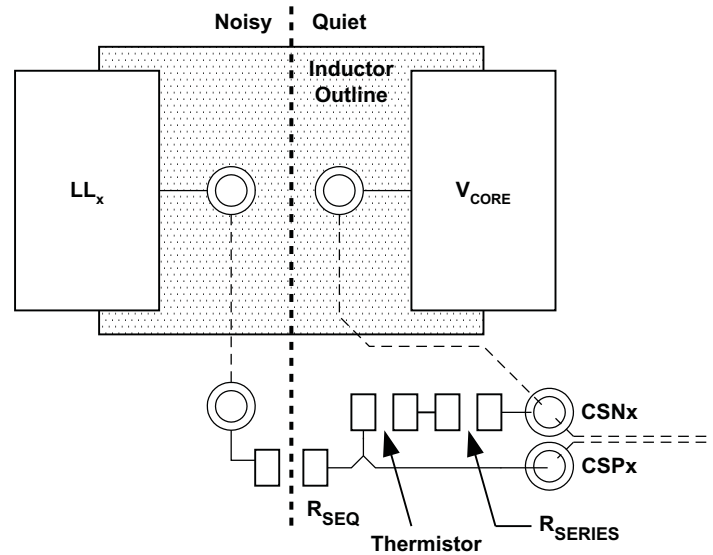 Noisy Quiet
Inductor
Outline
LLx
VCORE
CSNx
CSPx
RSEQ
RSERIES
Thermistor